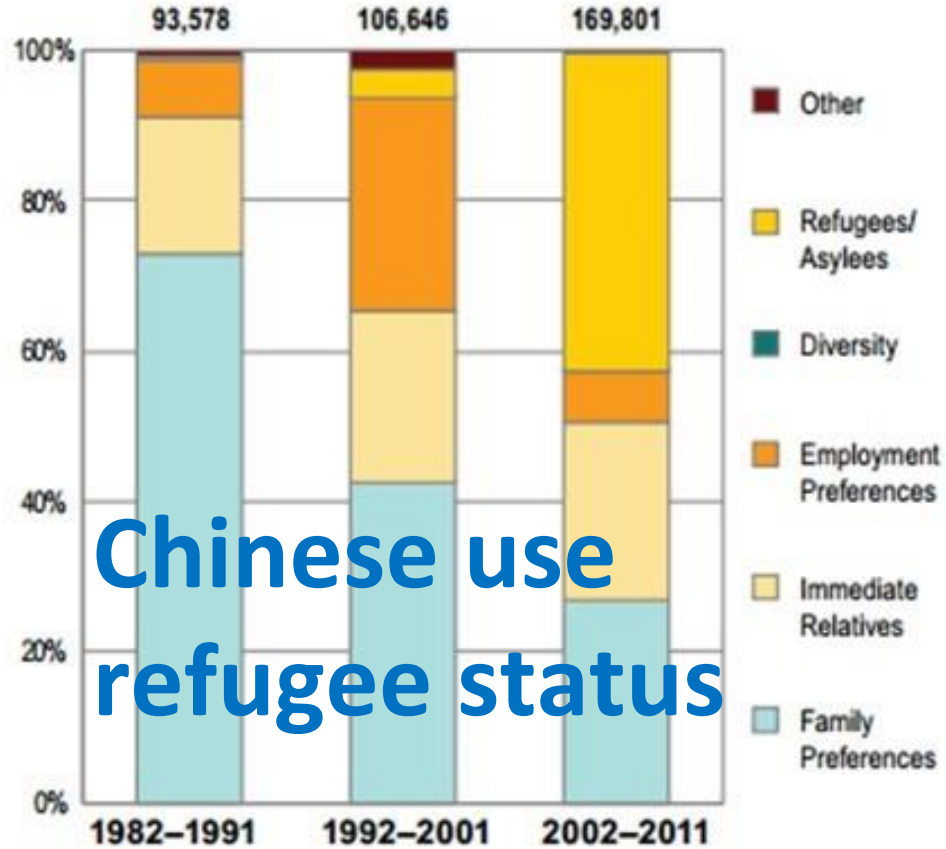 93,578 106,646 169,801
100%
80%
60%
40%
20%
0%
1982–1991 1992–2001 2002–2011
Other
Refugees/
Asylees
Diversity
Employment
Preferences
Immediate
Relatives
Family
Preferences
Chinese use
refugee status